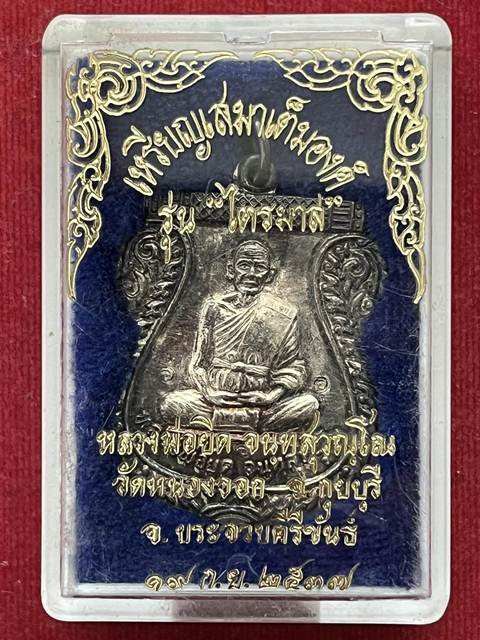 เหรียญเสมาเต็มองค์
รุ่น "ไตรมาส"
หลวงพ่อยิด จนฺทสุวณฺโณ
วัดหนองจอก อ.กุยบุรี
จ. ประจวบคีรีขันธ์
๑๙ ก.ย. ๒๕๓๗